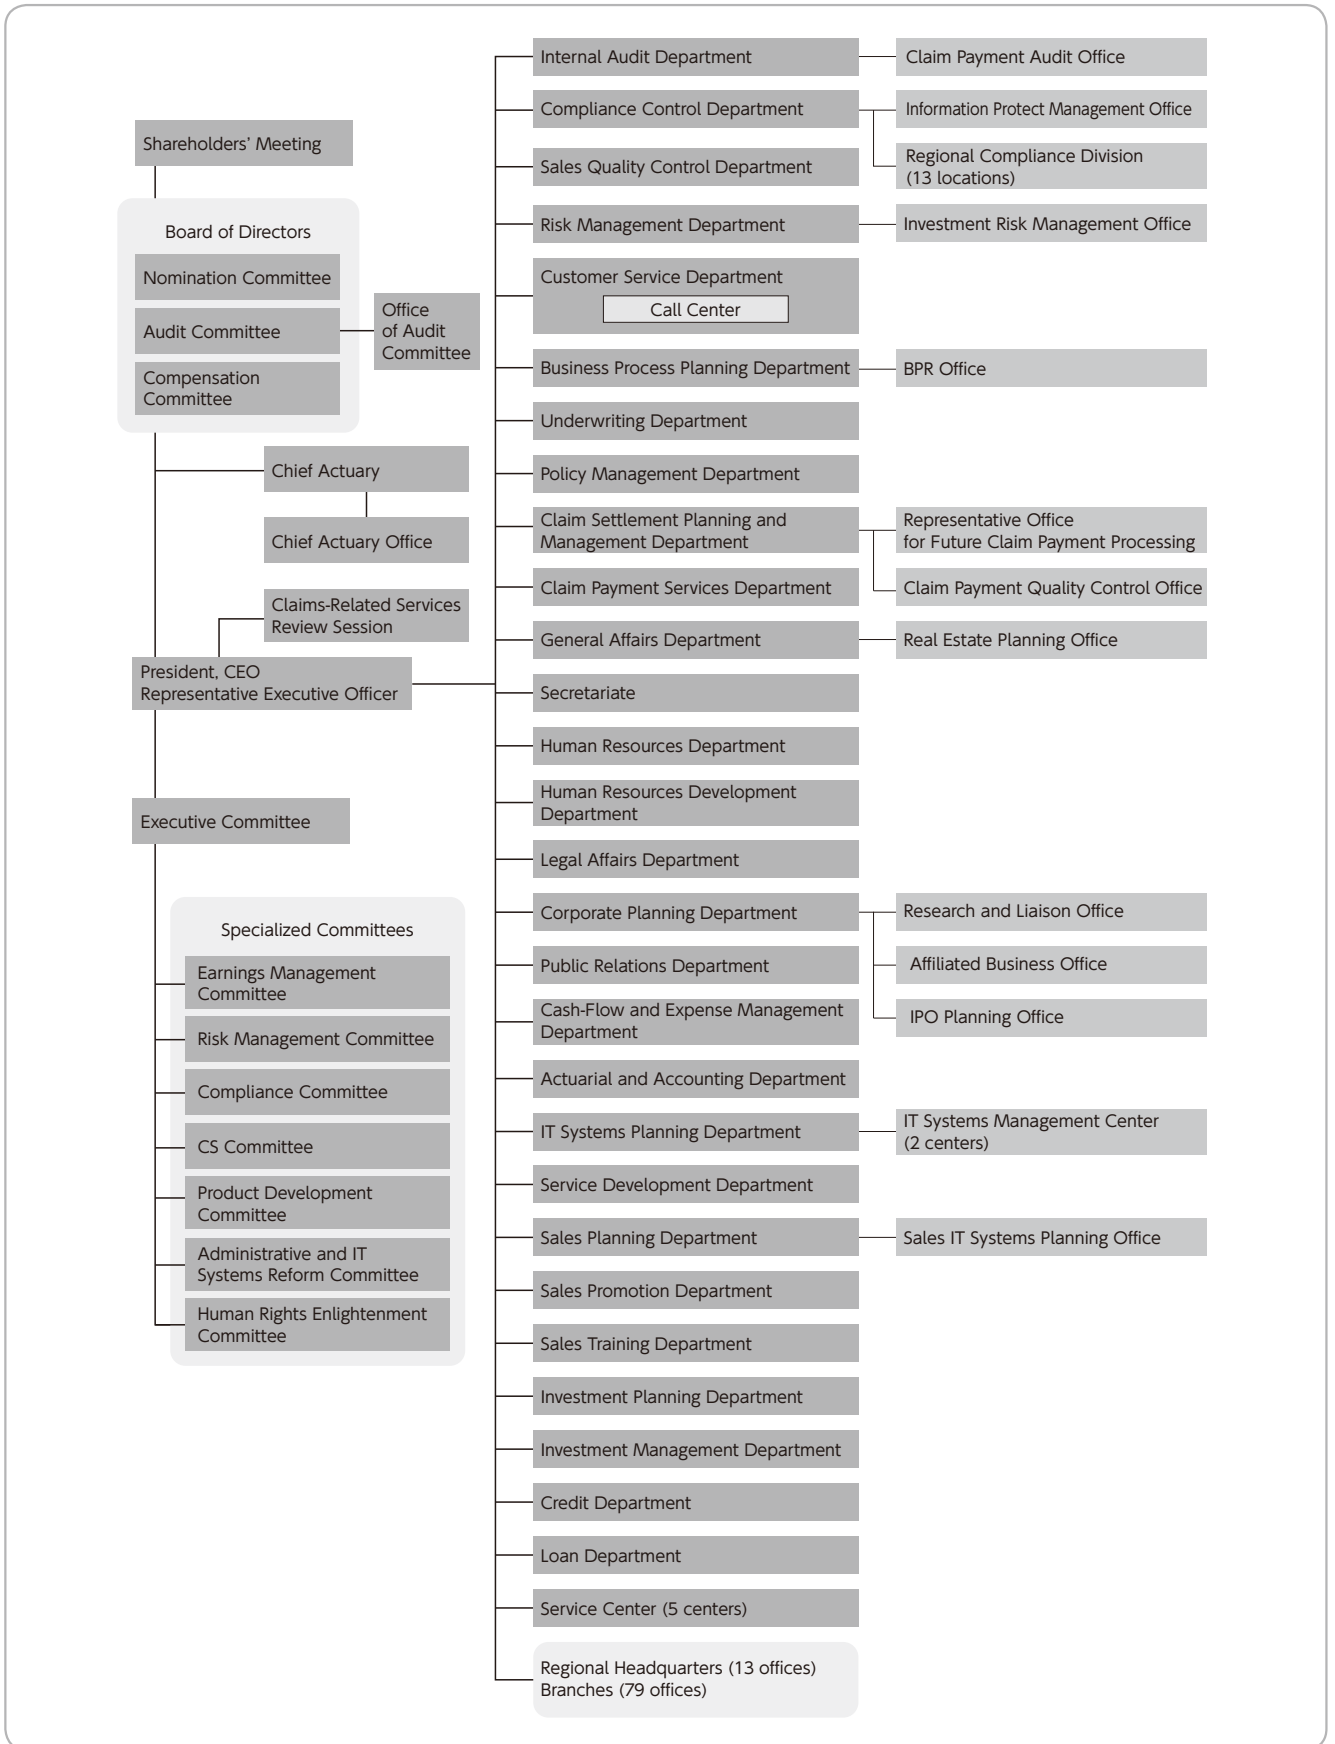 Shareholders' Meeting
Board of Directors
Nomination Committee
Audit Committee
Compensation
Committee
Office
of Audit
Committee
Chief Actuary
Chief Actuary Office
Claims-Related Services
Review Session
President, CEO
Representative Executive Officer
Executive Committee
Specialized Committees
Earnings Management
Committee
Risk Management Committee
Compliance Committee
CS Committee
Product Development
Committee
Administrative and IT
Systems Reform Committee
Human Rights Enlightenment
Committee
Internal Audit Department
Claim Payment Audit Office
Compliance Control Department
Information Protect Management Office
Regional Compliance Division
(13 locations)
Sales Quality Control Department
Risk Management Department
Investment Risk Management Office
Customer Service Department
Call Center
Business Process Planning Department
BPR Office
Underwriting Department
Policy Management Department
Claim Settlement Planning and
Management Department
Representative Office
for Future Claim Payment Processing
Claim Payment Quality Control Office
Claim Payment Services Department
General Affairs Department
Real Estate Planning Office
Secretariate
Human Resources Department
Human Resources Development
Department
Legal Affairs Department
Corporate Planning Department
Research and Liaison Office
Affiliated Business Office
IPO Planning Office
Public Relations Department
Cash-Flow and Expense Management
Department
Actuarial and Accounting Department
IT Systems Planning Department
IT Systems Management Center
(2 centers)
Service Development Department
Sales Planning Department
Sales IT Systems Planning Office
Sales Promotion Department
Sales Training Department
Investment Planning Department
Investment Management Department
Credit Department
Loan Department
Service Center (5 centers)
Regional Headquarters (13 offices)
Branches (79 offices)